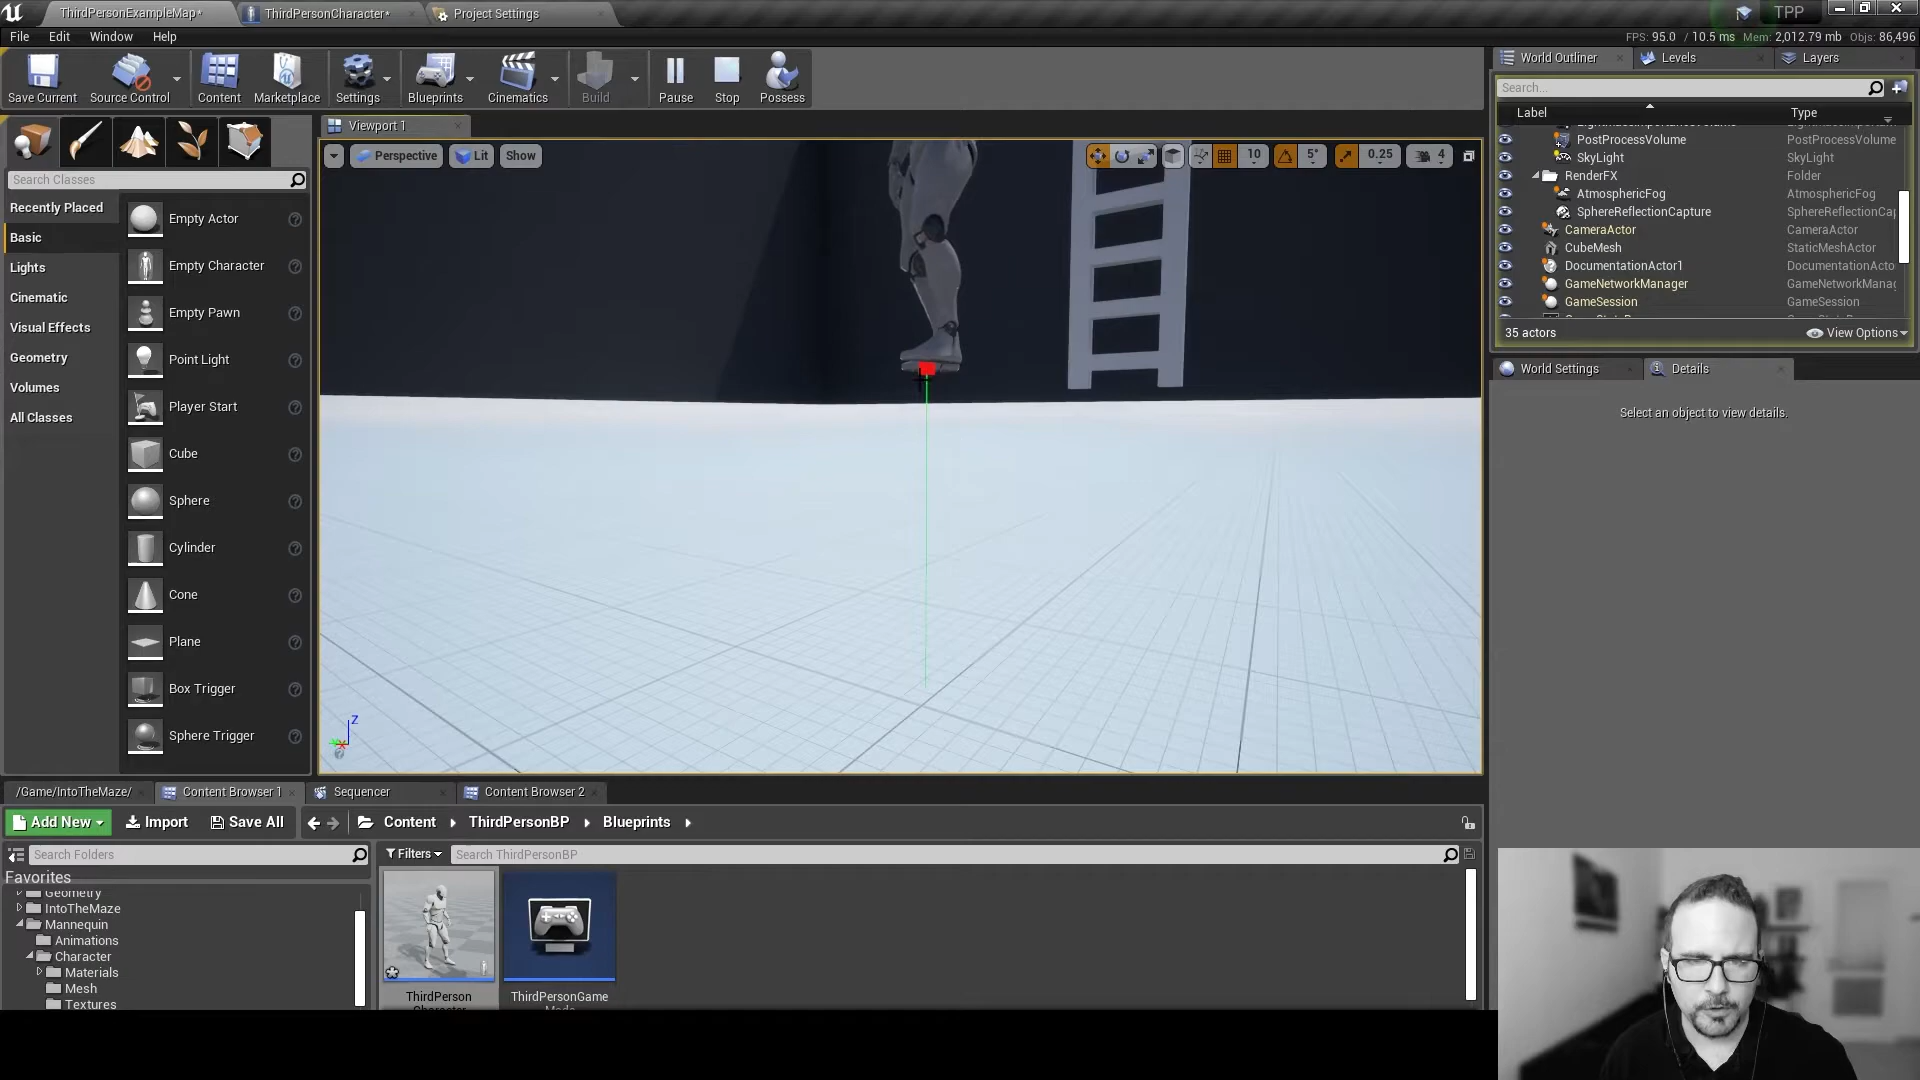 ThirdPersonExampleMap*
ThirdPersonCharacter*
Project Settings
TPP
File Edit Window Help
FPS: 95.0 / 10.5 ms Mem: 2,012.79 mb Objs: 86,496
Save Current
Source Control
Content
Marketplace
Settings
Blueprints
Cinematics
Build
Pause
Stop
Possess
World Outliner
Levels
Layers
Search...
Label Type
PostProcessVolume PostProcessVolume
SkyLight SkyLight
RenderFX Folder
AtmosphericFog AtmosphericFog
SphereReflectionCapture SphereReflectionCap
CameraActor CameraActor
CubeMesh StaticMeshActor
DocumentationActor1 DocumentationActo
GameNetworkManager GameNetworkManag
GameSession GameSession
35 actors View Options
World Settings
Details
Select an object to view details.
Viewport 1
Perspective
Lit
Show
10
5°
0.25
4
Z
Search Classes
Recently Placed
Basic
Lights
Cinematic
Visual Effects
Geometry
Volumes
All Classes
Empty Actor
Empty Character
Empty Pawn
Point Light
Player Start
Cube
Sphere
Cylinder
Cone
Plane
Box Trigger
Sphere Trigger
/Game/IntoTheMaze/
Content Browser 1
Sequencer
Content Browser 2
Add New
Import
Save All
Content
ThirdPersonBP
Blueprints
Search Folders
Filters
Search ThirdPersonBP
Favorites
Geometry
IntoTheMaze
Mannequin
Animations
Character
Materials
Mesh
Textures
ThirdPerson
Character
ThirdPersonGame
Mode